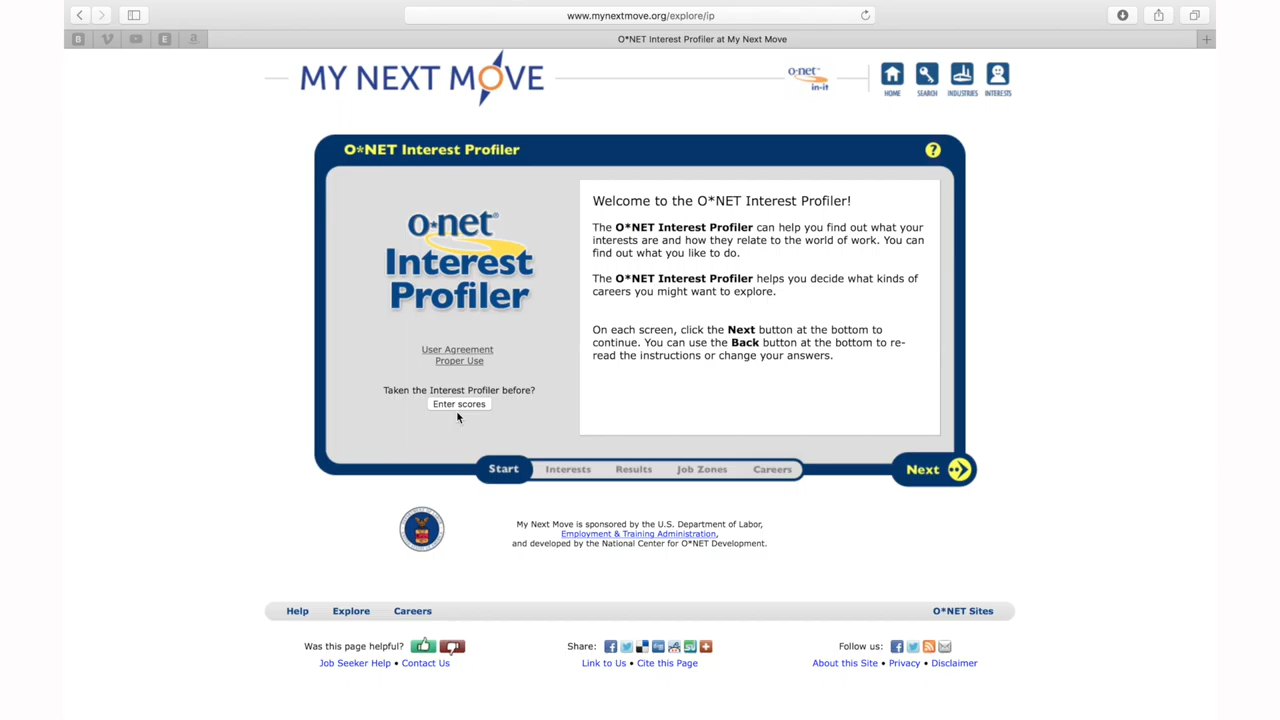 www.mynextmove.org/explore/ip
O*NET Interest Profiler at My Next Move
MY NEXT MOVE
o·net™ in-it
HOME
SEARCH
INDUSTRIES
INTERESTS
O*NET Interest Profiler
?
o·net®
Interest
Profiler
User Agreement
Proper Use
Taken the Interest Profiler before?
Enter scores
Welcome to the O*NET Interest Profiler!
The O*NET Interest Profiler can help you find out what your
interests are and how they relate to the world of work. You can
find out what you like to do.
The O*NET Interest Profiler helps you decide what kinds of
careers you might want to explore.
On each screen, click the Next button at the bottom to
continue. You can use the Back button at the bottom to re-
read the instructions or change your answers.
Start Interests Results Job Zones Careers
Next
My Next Move is sponsored by the U.S. Department of Labor,
Employment & Training Administration,
and developed by the National Center for O*NET Development.
Help Explore Careers O*NET Sites
Was this page helpful? Share: Follow us:
Job Seeker Help • Contact Us
Link to Us • Cite this Page
About this Site • Privacy • Disclaimer